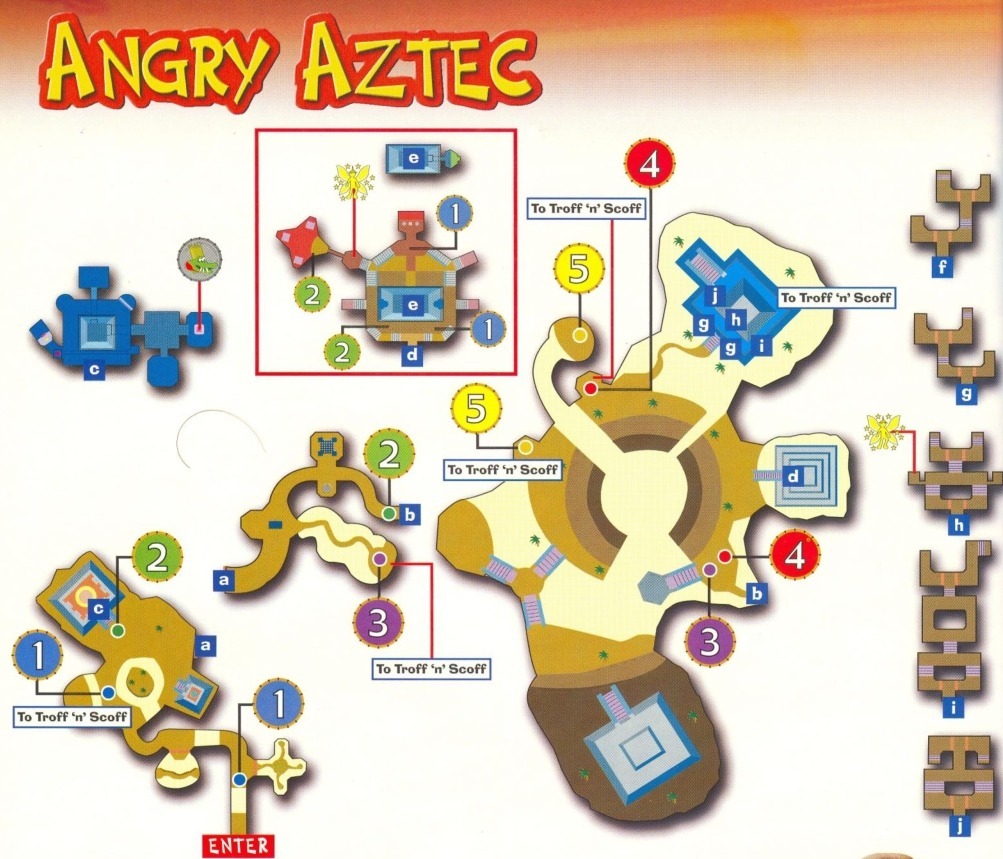 ANGRY AZTEC
e
4
To Troff 'n' Scoff
1
5
f
2
j
To Troff 'n' Scoff
e
g
h
1
g
i
2
d
c
g
5
2
To Troff 'n' Scoff
d
b
h
2
4
c
a
b
3
a
1
3
To Troff 'n' Scoff
1
To Troff 'n' Scoff
i
j
ENTER